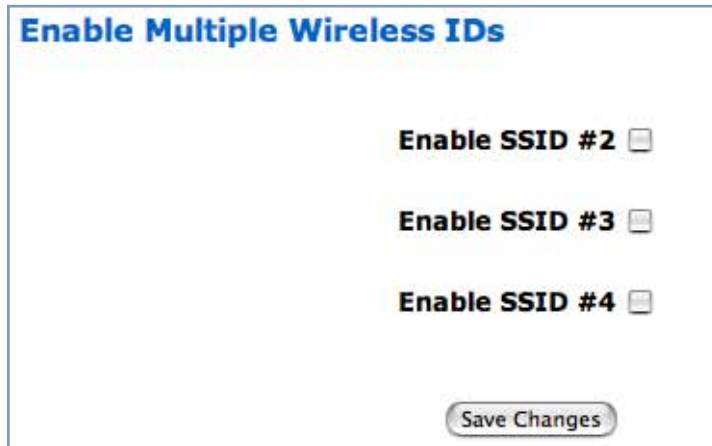 Enable Multiple Wireless IDs
Enable SSID #2
Enable SSID #3
Enable SSID #4
Save Changes